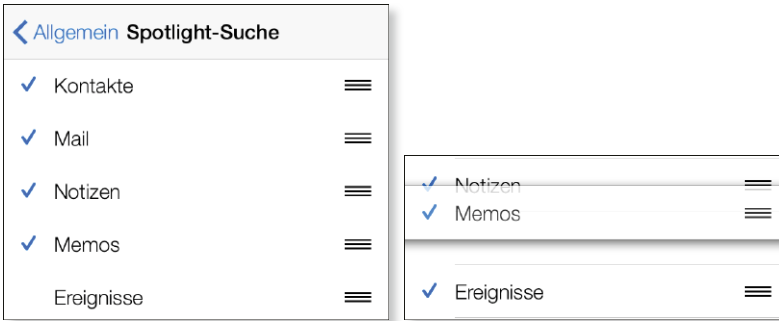 Allgemein Spotlight-Suche
Kontakte
Mail
Notizen
Memos
Ereignisse
Notizen
Memos
Ereignisse